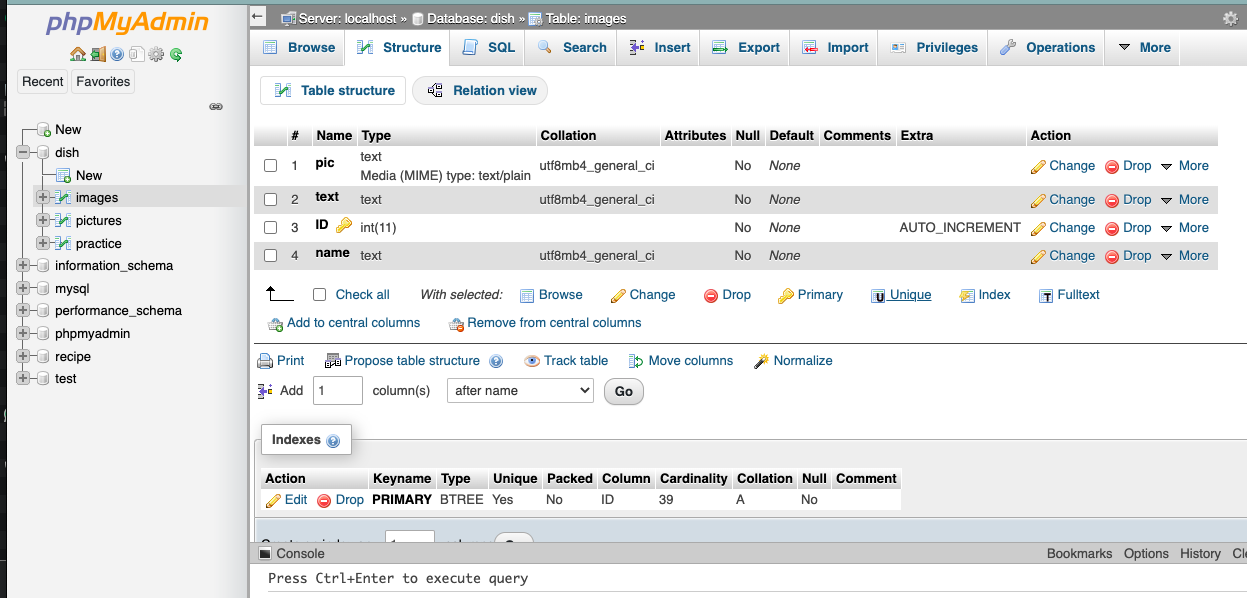 phpMyAdmin
Recent Favorites
New
dish
New
images
pictures
practice
information_schema
mysql
performance_schema
phpmyadmin
recipe
test
Server: localhost » Database: dish » Table: images
Browse Structure SQL Search Insert Export Import Privileges Operations More
Table structure Relation view
# Name Type Collation Attributes Null Default Comments Extra Action
1 pic text utf8mb4_general_ci No None Change Drop More
Media (MIME) type: text/plain
2 text text utf8mb4_general_ci No None Change Drop More
3 ID int(11) No None AUTO_INCREMENT Change Drop More
4 name text utf8mb4_general_ci No None Change Drop More
Check all With selected: Browse Change Drop Primary Unique Index Fulltext
Add to central columns Remove from central columns
Print Propose table structure Track table Move columns Normalize
Add 1 column(s) after name Go
Indexes
Action Keyname Type Unique Packed Column Cardinality Collation Null Comment
Edit Drop PRIMARY BTREE Yes No ID 39 A No
Console Bookmarks Options History Cle
Press Ctrl+Enter to execute query